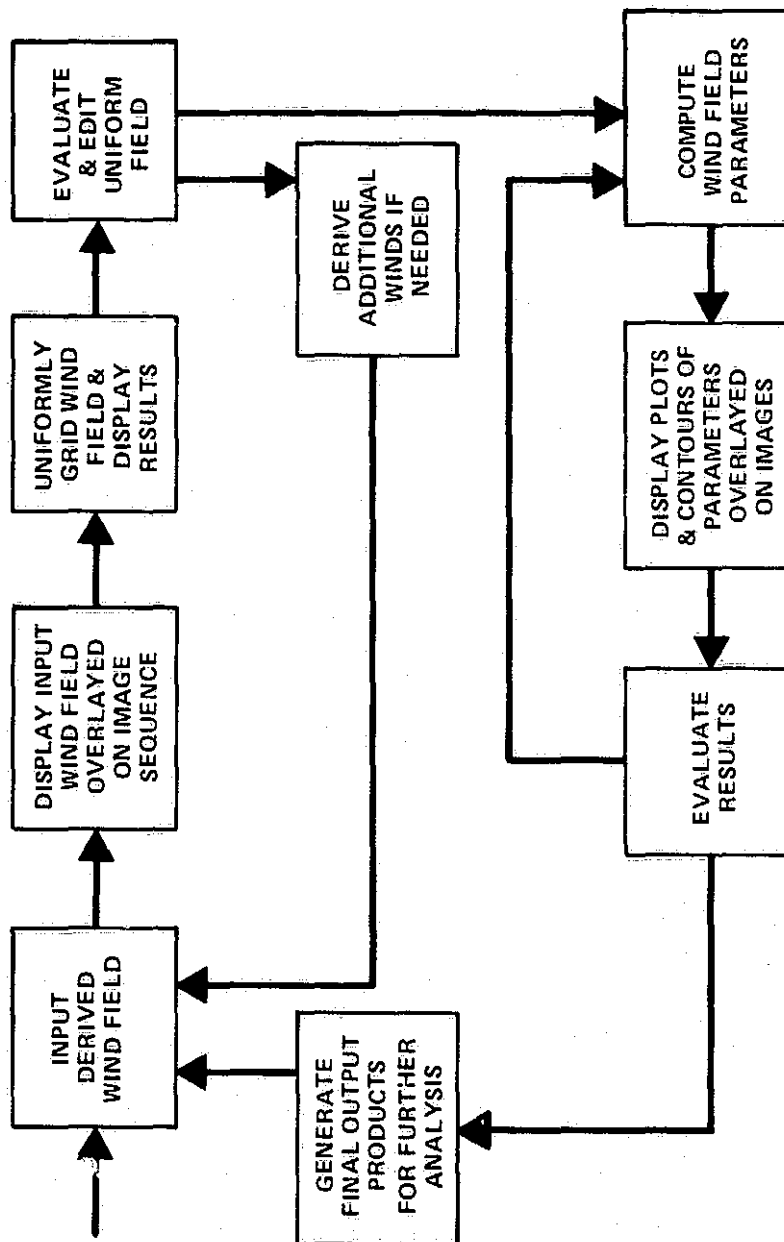 INPUT
DERIVED
WIND FIELD
DISPLAY INPUT
WIND FIELD
OVERLAYED
ON IMAGE
SEQUENCE
UNIFORMLY
GRID WIND
FIELD &
DISPLAY
RESULTS
EVALUATE
& EDIT
UNIFORM
FIELD
DERIVE
ADDITIONAL
WINDS IF
NEEDED
GENERATE
FINAL OUTPUT
PRODUCTS
FOR FURTHER
ANALYSIS
EVALUATE
RESULTS
DISPLAY PLOTS
& CONTOURS OF
PARAMETERS
OVERLAYED
ON IMAGES
COMPUTE
WIND FIELD
PARAMETERS